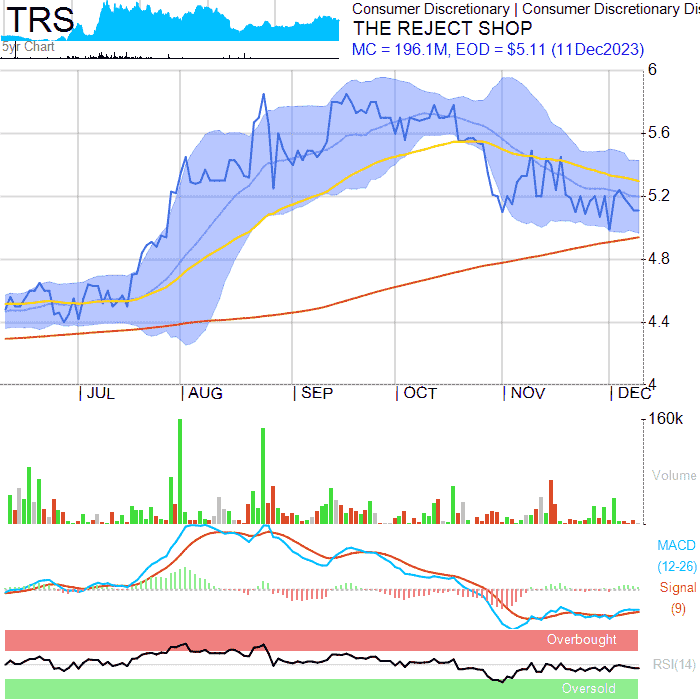 TRS
5yr Chart
Consumer Discretionary | Consumer Discretionary Dis
THE REJECT SHOP
MC = 196.1M, EOD = $5.11 (11Dec2023)
6
5.6
5.2
4.8
4.4
4
JUL AUG SEP OCT NOV DEC
160k
Volume
MACD
(12-26)
Signal
(9)
Overbought
RSI(14)
Oversold